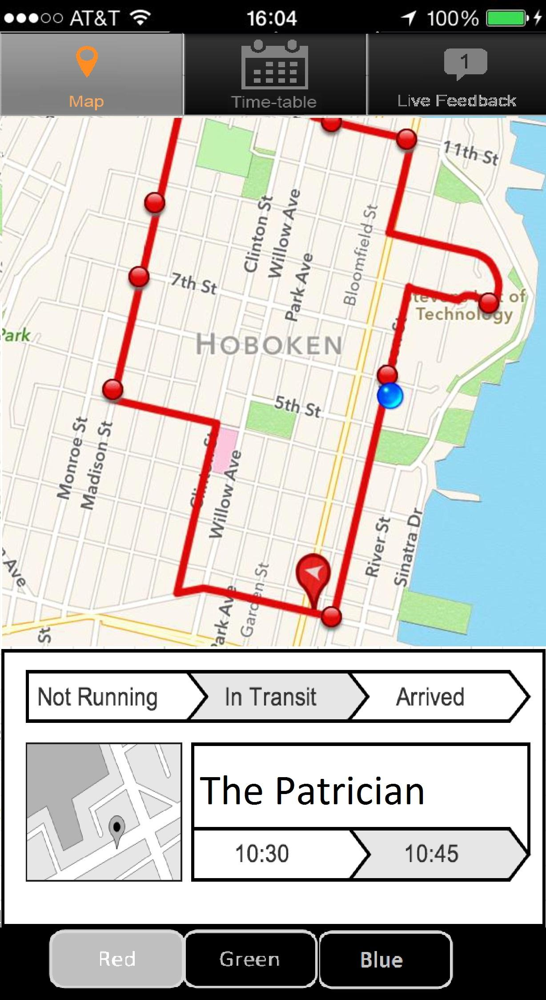 AT&T 16:04 100%
1
Map Time-table Live Feedback
11th St
Clinton St
Willow Ave
Bloomfield St
Park Ave
7th St
of
Technology
Park
HOBOKEN
5th St
Monroe St
Madison St
Willow Ave
River St
Sinatra Dr
Ave
Garden St
Park Ave
St
Not Running In Transit Arrived
The Patrician
10:30 10:45
Red Green Blue